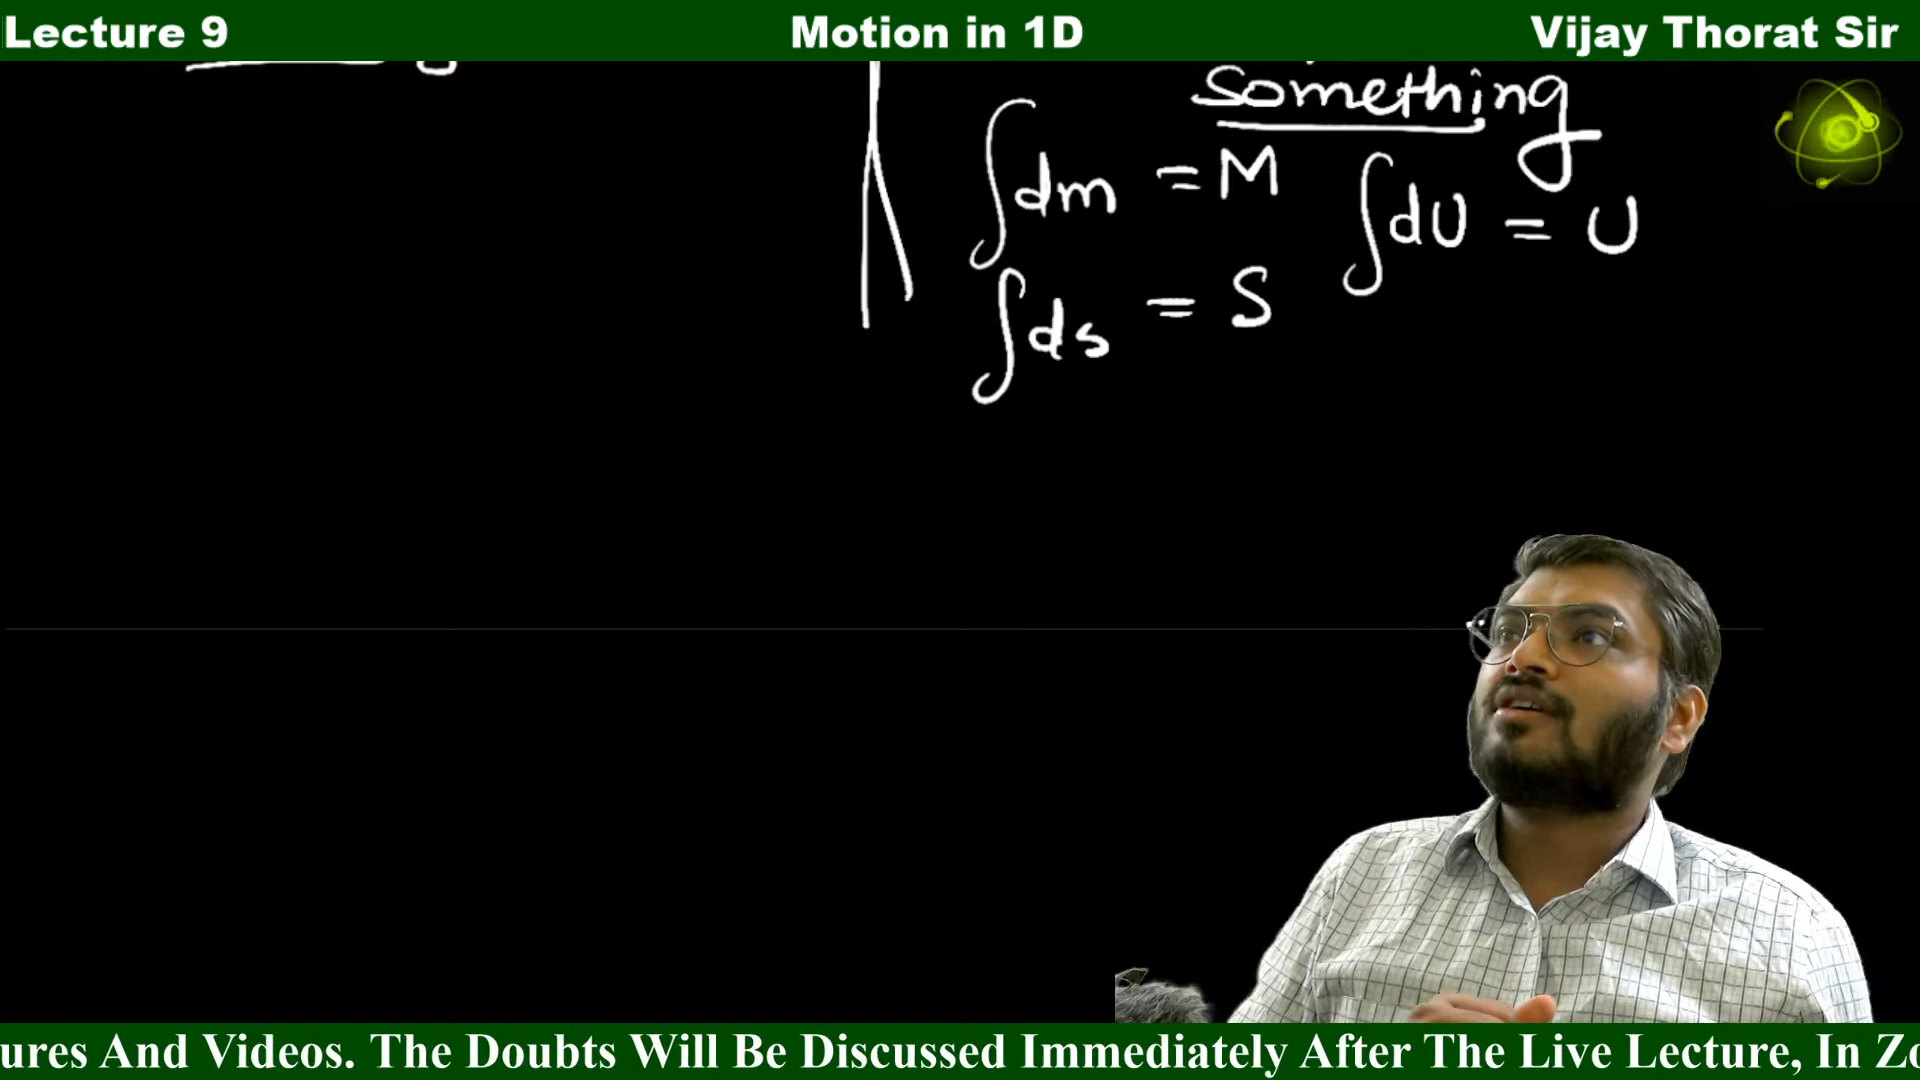 Lecture 9 Motion in 1D Vijay Thorat Sir
something
∫dm = M ∫dU = U
∫ds = S
ures And Videos. The Doubts Will Be Discussed Immediately After The Live Lecture, In Zo